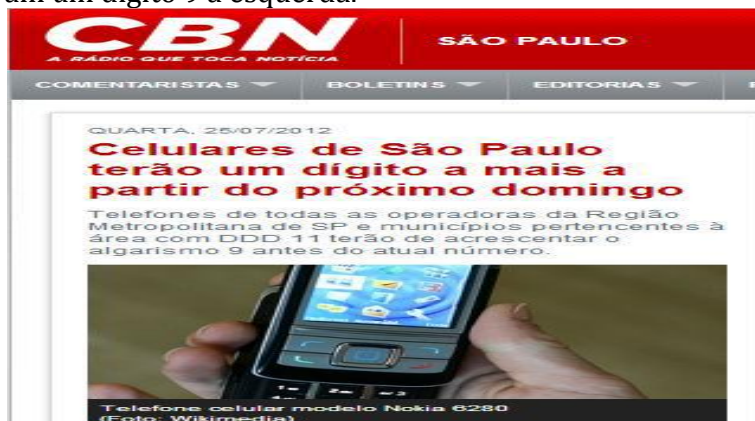 um um dígito 9 à esquerda.
CBN
A RÁDIO QUE TOCA NOTÍCIA
SÃO PAULO
COMENTARISTAS
BOLETINS
EDITORIAS
QUARTA, 25/07/2012
Celulares de São Paulo
terão um dígito a mais a
partir do próximo domingo
Telefones de todas as operadoras da Região
Metropolitana de SP e municípios pertencentes à
área com DDD 11 terão de acrescentar o
algarismo 9 antes do atual número.
Telefone celular modelo Nokia 6280
(Foto: Wikimedia)